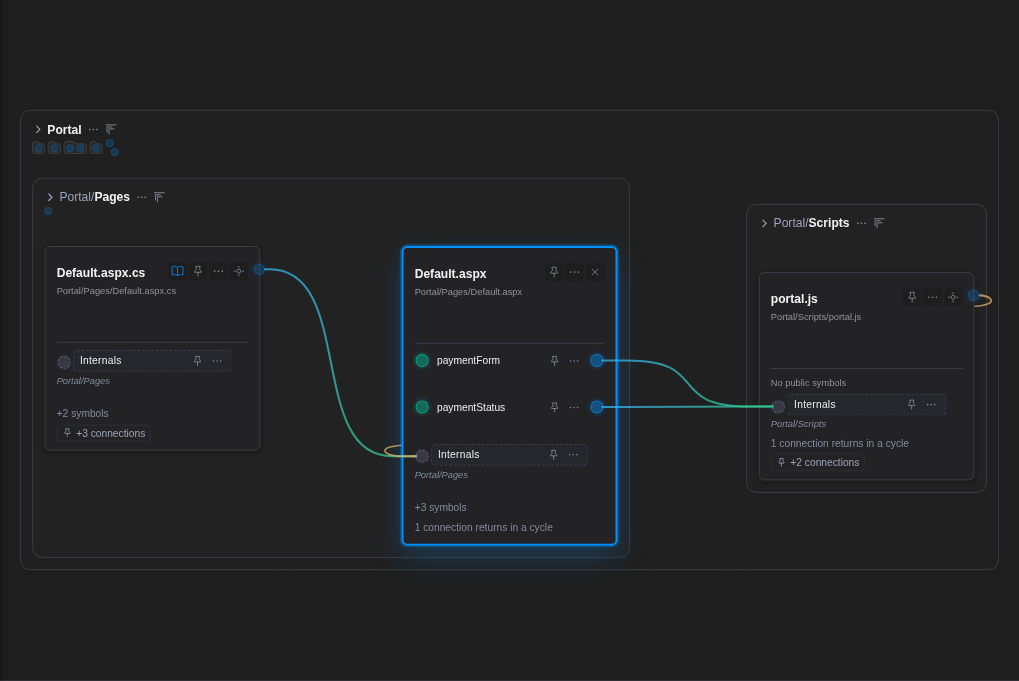 Portal
Portal/Pages
Portal/Scripts
Default.aspx.cs
Portal/Pages/Default.aspx.cs
Internals
Portal/Pages
+2 symbols
+3 connections
Default.aspx
Portal/Pages/Default.aspx
paymentForm
paymentStatus
Internals
Portal/Pages
+3 symbols
1 connection returns in a cycle
portal.js
Portal/Scripts/portal.js
No public symbols
Internals
Portal/Scripts
1 connection returns in a cycle
+2 connections